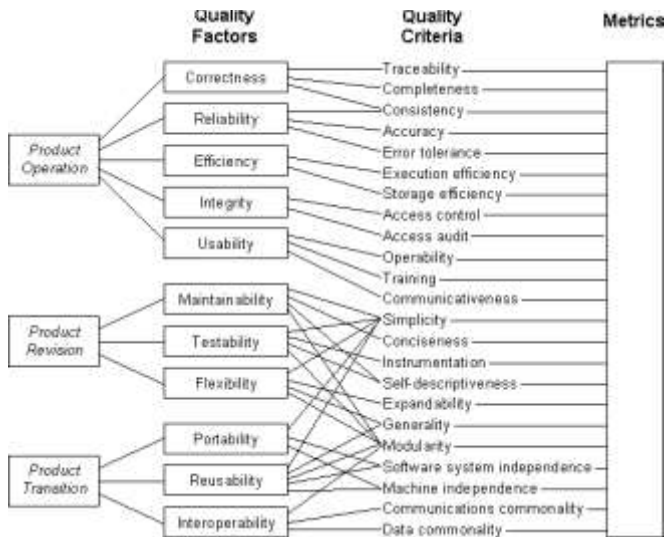 Quality
Factors
Quality
Criteria
Metrics
Product
Operation
Correctness
Reliability
Efficiency
Integrity
Usability
Product
Revision
Maintainability
Testability
Flexibility
Product
Transition
Portability
Reusability
Interoperability
Traceability
Completeness
Consistency
Accuracy
Error tolerance
Execution efficiency
Storage efficiency
Access control
Access audit
Operability
Training
Communicativeness
Simplicity
Conciseness
Instrumentation
Self-descriptiveness
Expandability
Generality
Modularity
Software system independence
Machine independence
Communications commonality
Data commonality